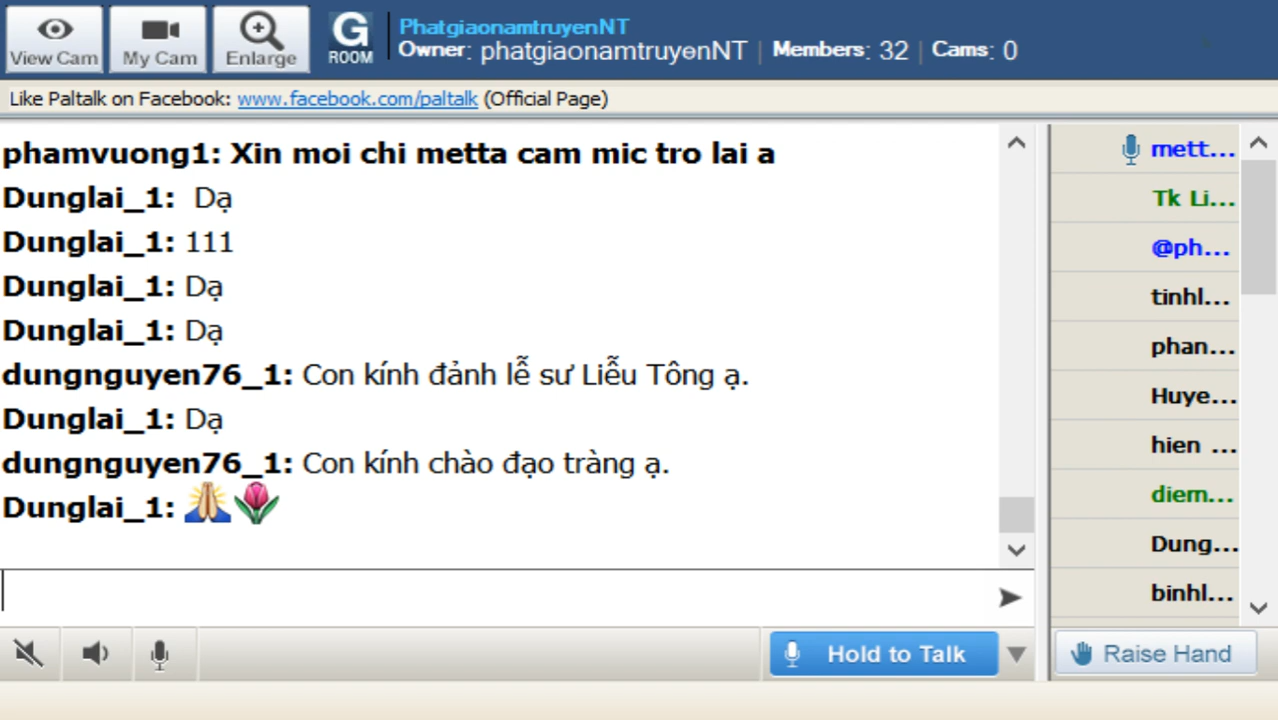 View Cam
My Cam
Enlarge
G
ROOM
PhatgiaonamtruyenNT
Owner: phatgiaonamtruyenNT | Members: 32 | Cams: 0
Like Paltalk on Facebook: www.facebook.com/paltalk (Official Page)
phamvuong1: Xin moi chi metta cam mic tro lai a
Dunglai_1: Dạ
Dunglai_1: 111
Dunglai_1: Dạ
Dunglai_1: Dạ
dungnguyen76_1: Con kính đảnh lễ sư Liễu Tông ạ.
Dunglai_1: Dạ
dungnguyen76_1: Con kính chào đạo tràng ạ.
Dunglai_1: 🙏🌷
mett...
Tk Li...
@ph...
tinhl...
phan...
Huye...
hien ...
diem...
Dung...
binhl...
Hold to Talk
Raise Hand